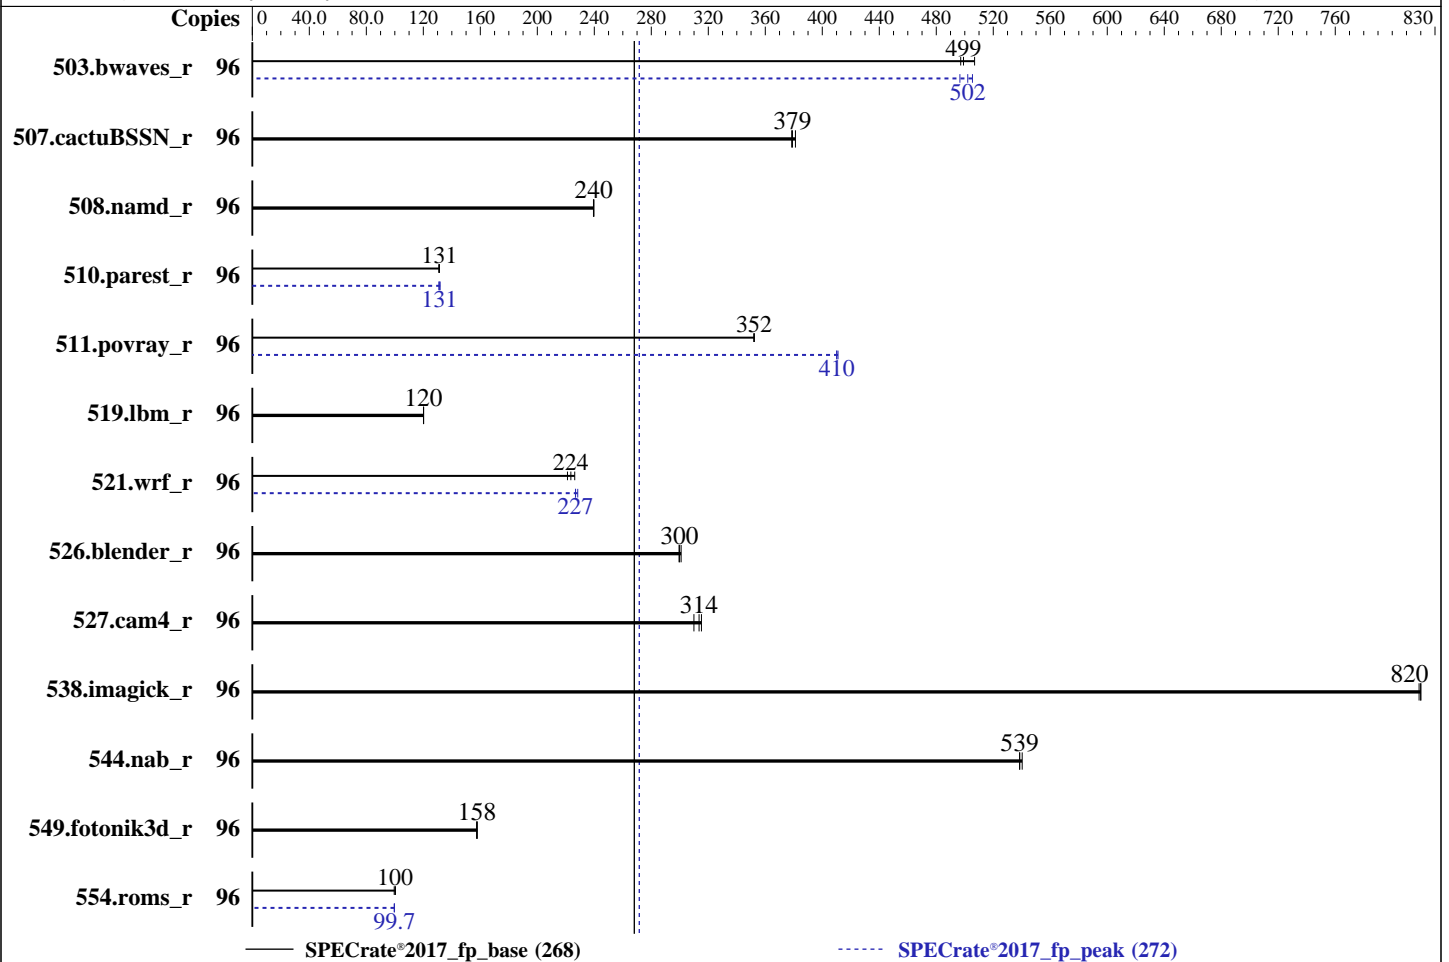 Copies 0 40.0 80.0 120 160 200 240 280 320 360 400 440 480 520 560 600 640 680 720 760 830
503.bwaves_r 96 499
502
507.cactuBSSN_r 96 379
508.namd_r 96 240
510.parest_r 96 131
131
511.povray_r 96 352
410
519.lbm_r 96 120
521.wrf_r 96 224
227
526.blender_r 96 300
527.cam4_r 96 314
538.imagick_r 96 820
544.nab_r 96 539
549.fotonik3d_r 96 158
554.roms_r 96 100
99.7
SPECrate®2017_fp_base (268) SPECrate®2017_fp_peak (272)